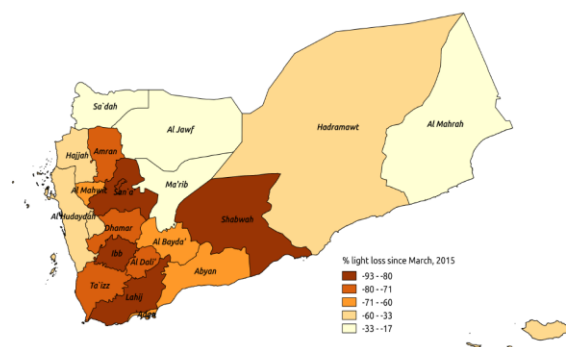 Sa`dah
Al Jawf
Hadramawt
Al Mahrah
Amran
Hajjah
Ma'rib
Al Mahwit
San`a'
Shabwah
Al Hudaydah
Dhamar
Al Bayda'
Ibb
Al Dali'
Abyan
Ta`izz
Lahij
% light loss since March, 2015
-93 - -80
-80 - -71
-71 - -60
-60 - -33
-33 - -17